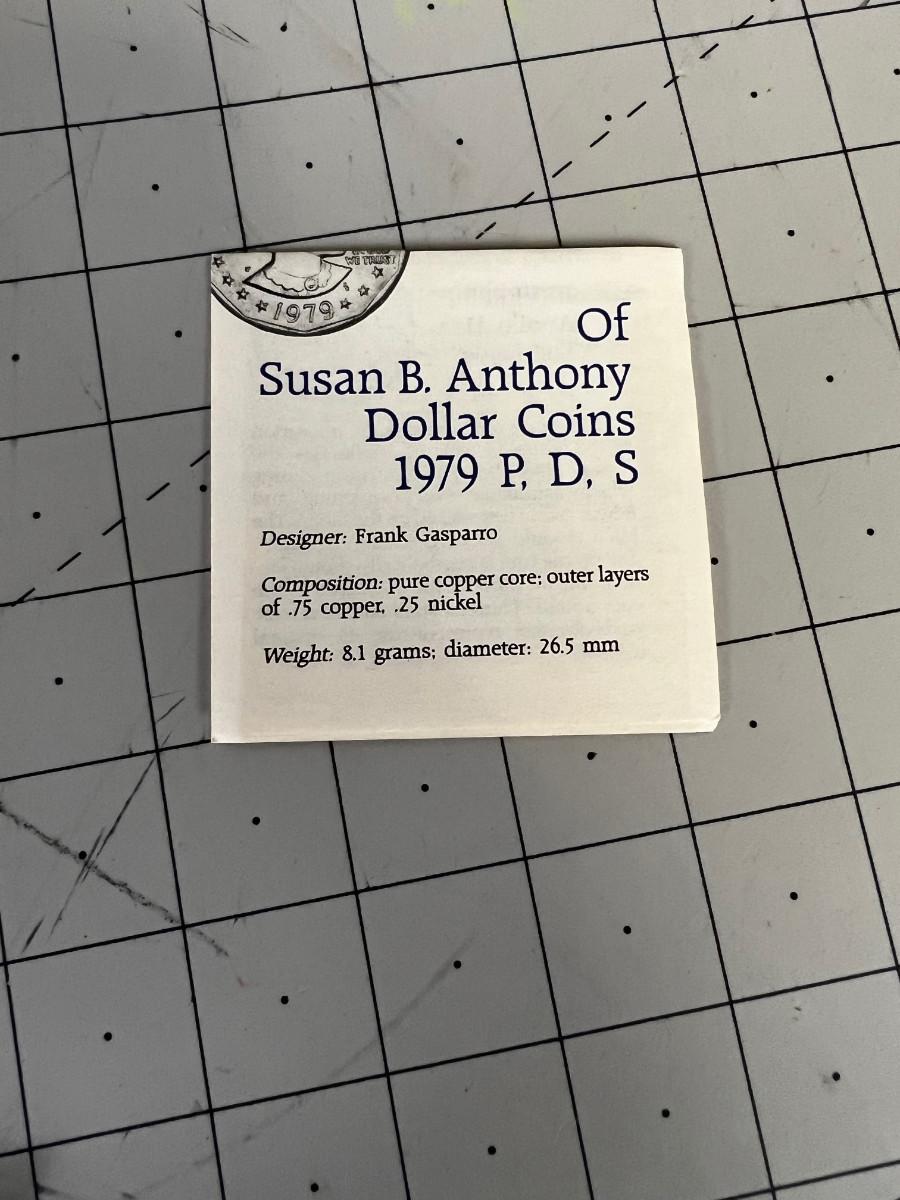 WE TRUST
1979
Of
Susan B. Anthony
Dollar Coins
1979 P, D, S
Designer: Frank Gasparro
Composition: pure copper core; outer layers
of .75 copper, .25 nickel
Weight: 8.1 grams; diameter: 26.5 mm